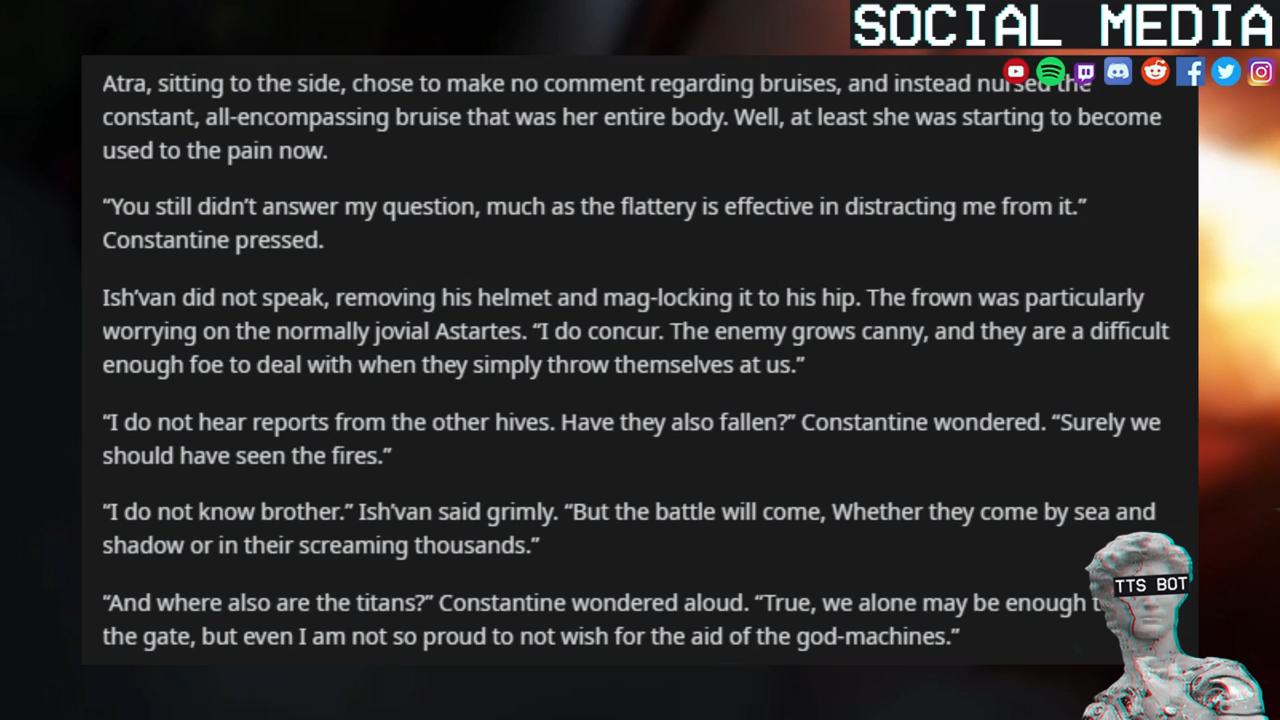 SOCIAL MEDIA
Atra, sitting to the side, chose to make no comment regarding bruises, and instead nursed the
constant, all-encompassing bruise that was her entire body. Well, at least she was starting to become
used to the pain now.
“You still didn’t answer my question, much as the flattery is effective in distracting me from it.”
Constantine pressed.
Ish’van did not speak, removing his helmet and mag-locking it to his hip. The frown was particularly
worrying on the normally jovial Astartes. “I do concur. The enemy grows canny, and they are a difficult
enough foe to deal with when they simply throw themselves at us.”
“I do not hear reports from the other hives. Have they also fallen?” Constantine wondered. “Surely we
should have seen the fires.”
“I do not know brother.” Ish’van said grimly. “But the battle will come, Whether they come by sea and
shadow or in their screaming thousands.”
“And where also are the titans?” Constantine wondered aloud. “True, we alone may be enough
the gate, but even I am not so proud to not wish for the aid of the god-machines.”
TTS BOT